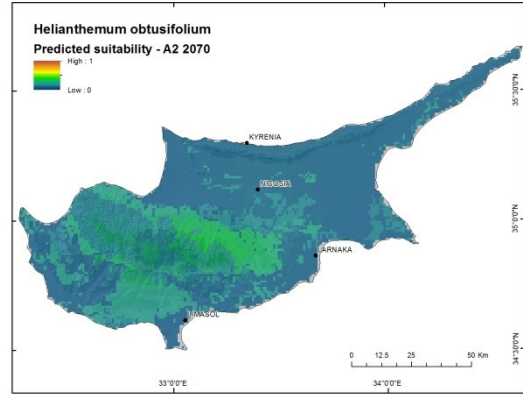 Helianthemum obtusifolium
Predicted suitability - A2 2070
High : 1
Low : 0
KYRENIA
NICOSIA
LARNAKA
LIMASOL
35°30'0"N
35°0'0"N
34°30'0"N
0 12.5 25 50 Km
33°0'0"E 34°0'0"E